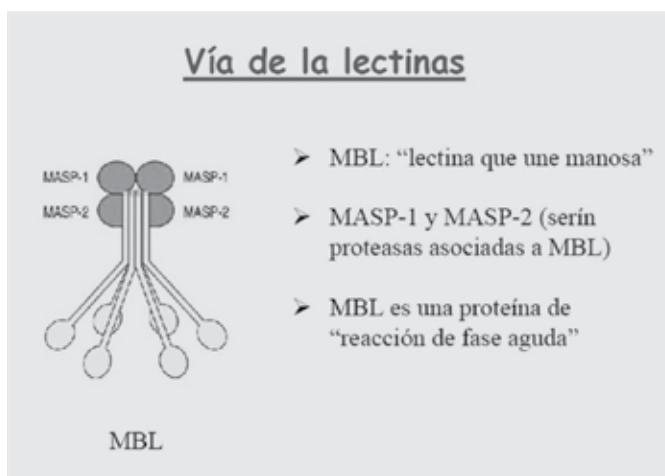 Vía de la lectinas
MASP-1 MASP-1
MASP-2 MASP-2
MBL
➢ MBL: “lectina que une manosa”
➢ MASP-1 y MASP-2 (serín
proteasas asociadas a MBL)
➢ MBL es una proteína de
“reacción de fase aguda”